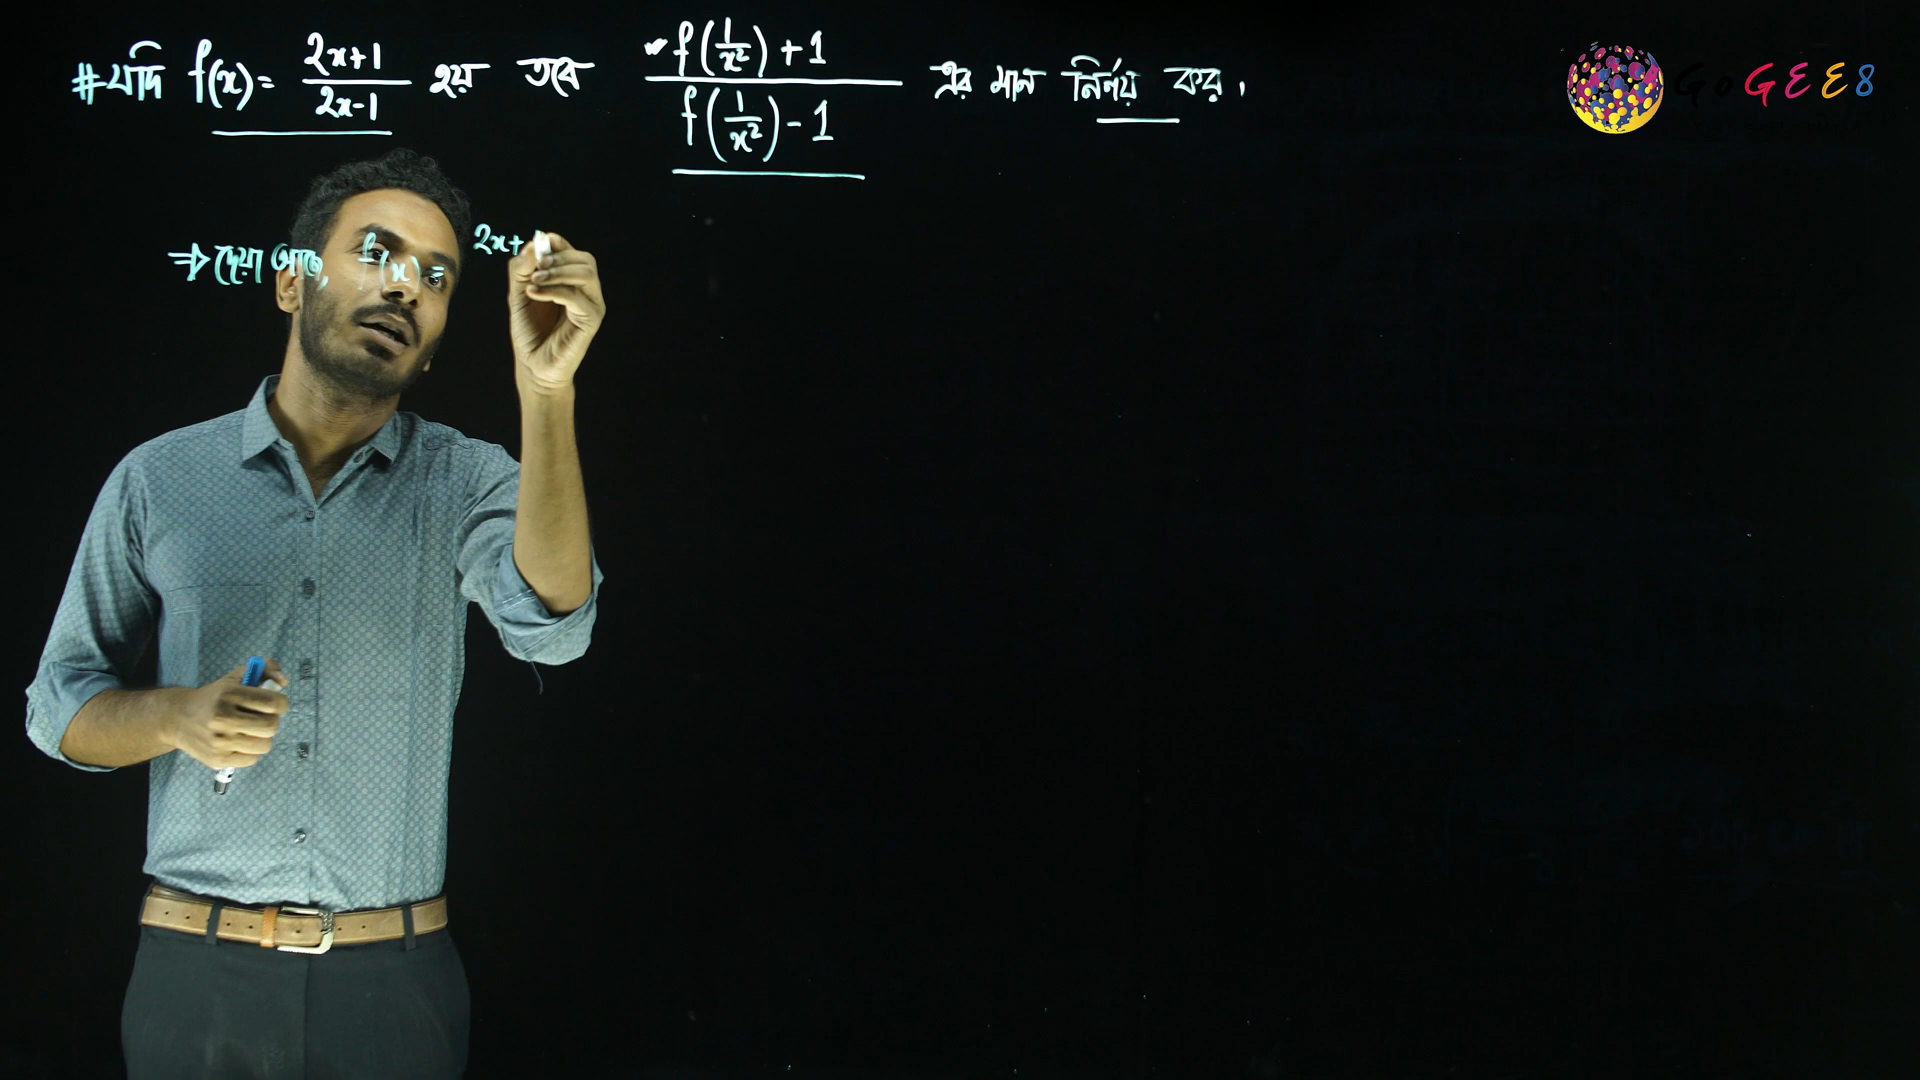 # যদি f(x) = (2x+1)/(2x-1) হয় তবে (f(1/x²)+1)/(f(1/x²)-1) এর মান নির্ণয় কর।
GoGEE8
⇒ দেয়া আছে, f(x) = 2x+